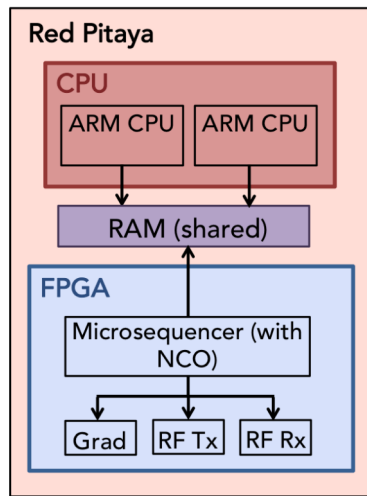 Red Pitaya
CPU
ARM CPU
ARM CPU
RAM (shared)
FPGA
Microsequencer (with
NCO)
Grad
RF Tx
RF Rx